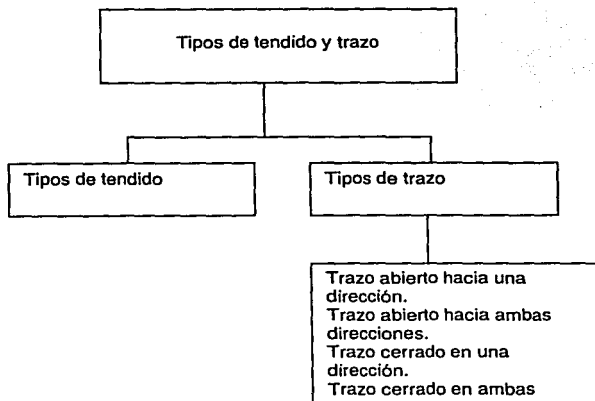 Tipos de tendido y trazo
Tipos de tendido
Tipos de trazo
Trazo abierto hacia una
dirección.
Trazo abierto hacia ambas
direcciones.
Trazo cerrado en una
dirección.
Trazo cerrado en ambas